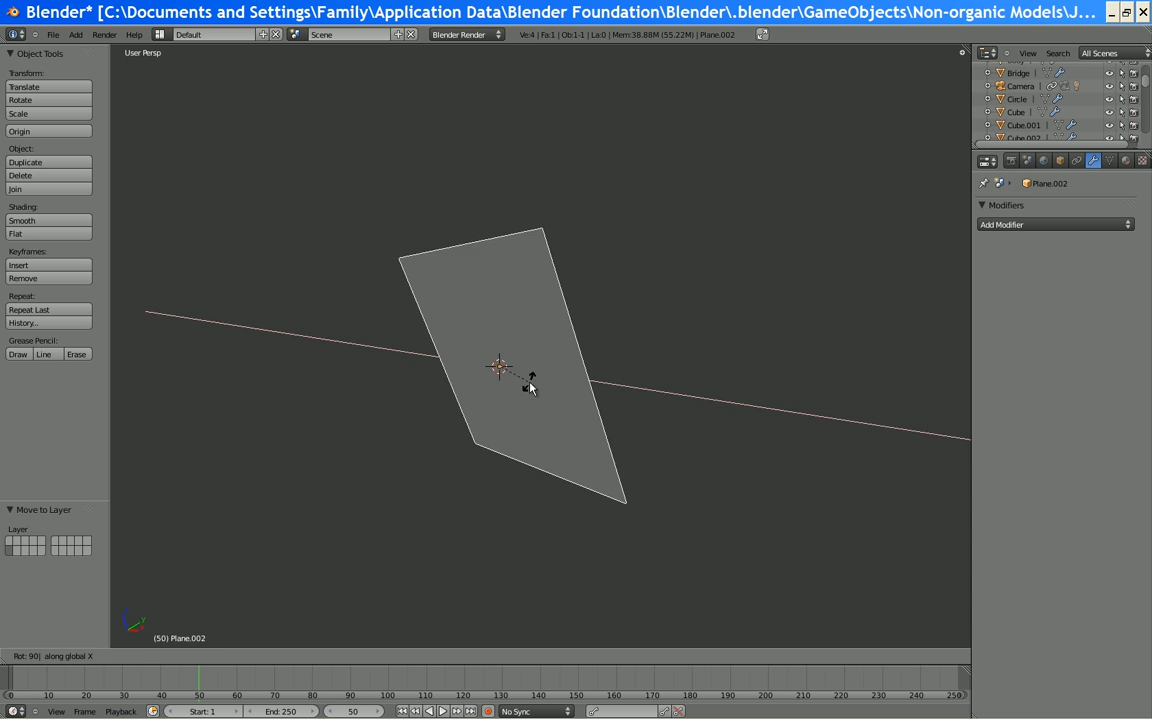 Blender* [C:\Documents and Settings\Family\Application Data\Blender Foundation\Blender\.blender\GameObjects\Non-organic Models\J...
File Add Render Help Default Scene Blender Render Ve:4 | Fa:1 | Ob:1-1 | La:0 | Mem:38.88M (55.22M) | Plane.002
Object Tools
Transform:
Translate
Rotate
Scale
Origin
Object:
Duplicate
Delete
Join
Shading:
Smooth
Flat
Keyframes:
Insert
Remove
Repeat:
Repeat Last
History...
Grease Pencil:
Draw Line Erase
Move to Layer
Layer
User Persp
(50) Plane.002
Rot: 90| along global X
View Search All Scenes
Bridge
Camera
Circle
Cube
Cube.001
Cube.002
Plane.002
Modifiers
Add Modifier
0 10 20 30 40 50 60 70 80 90 100 110 120 130 140 150 160 170 180 190 200 210 220 230 240 250
View Frame Playback Start: 1 End: 250 50 No Sync